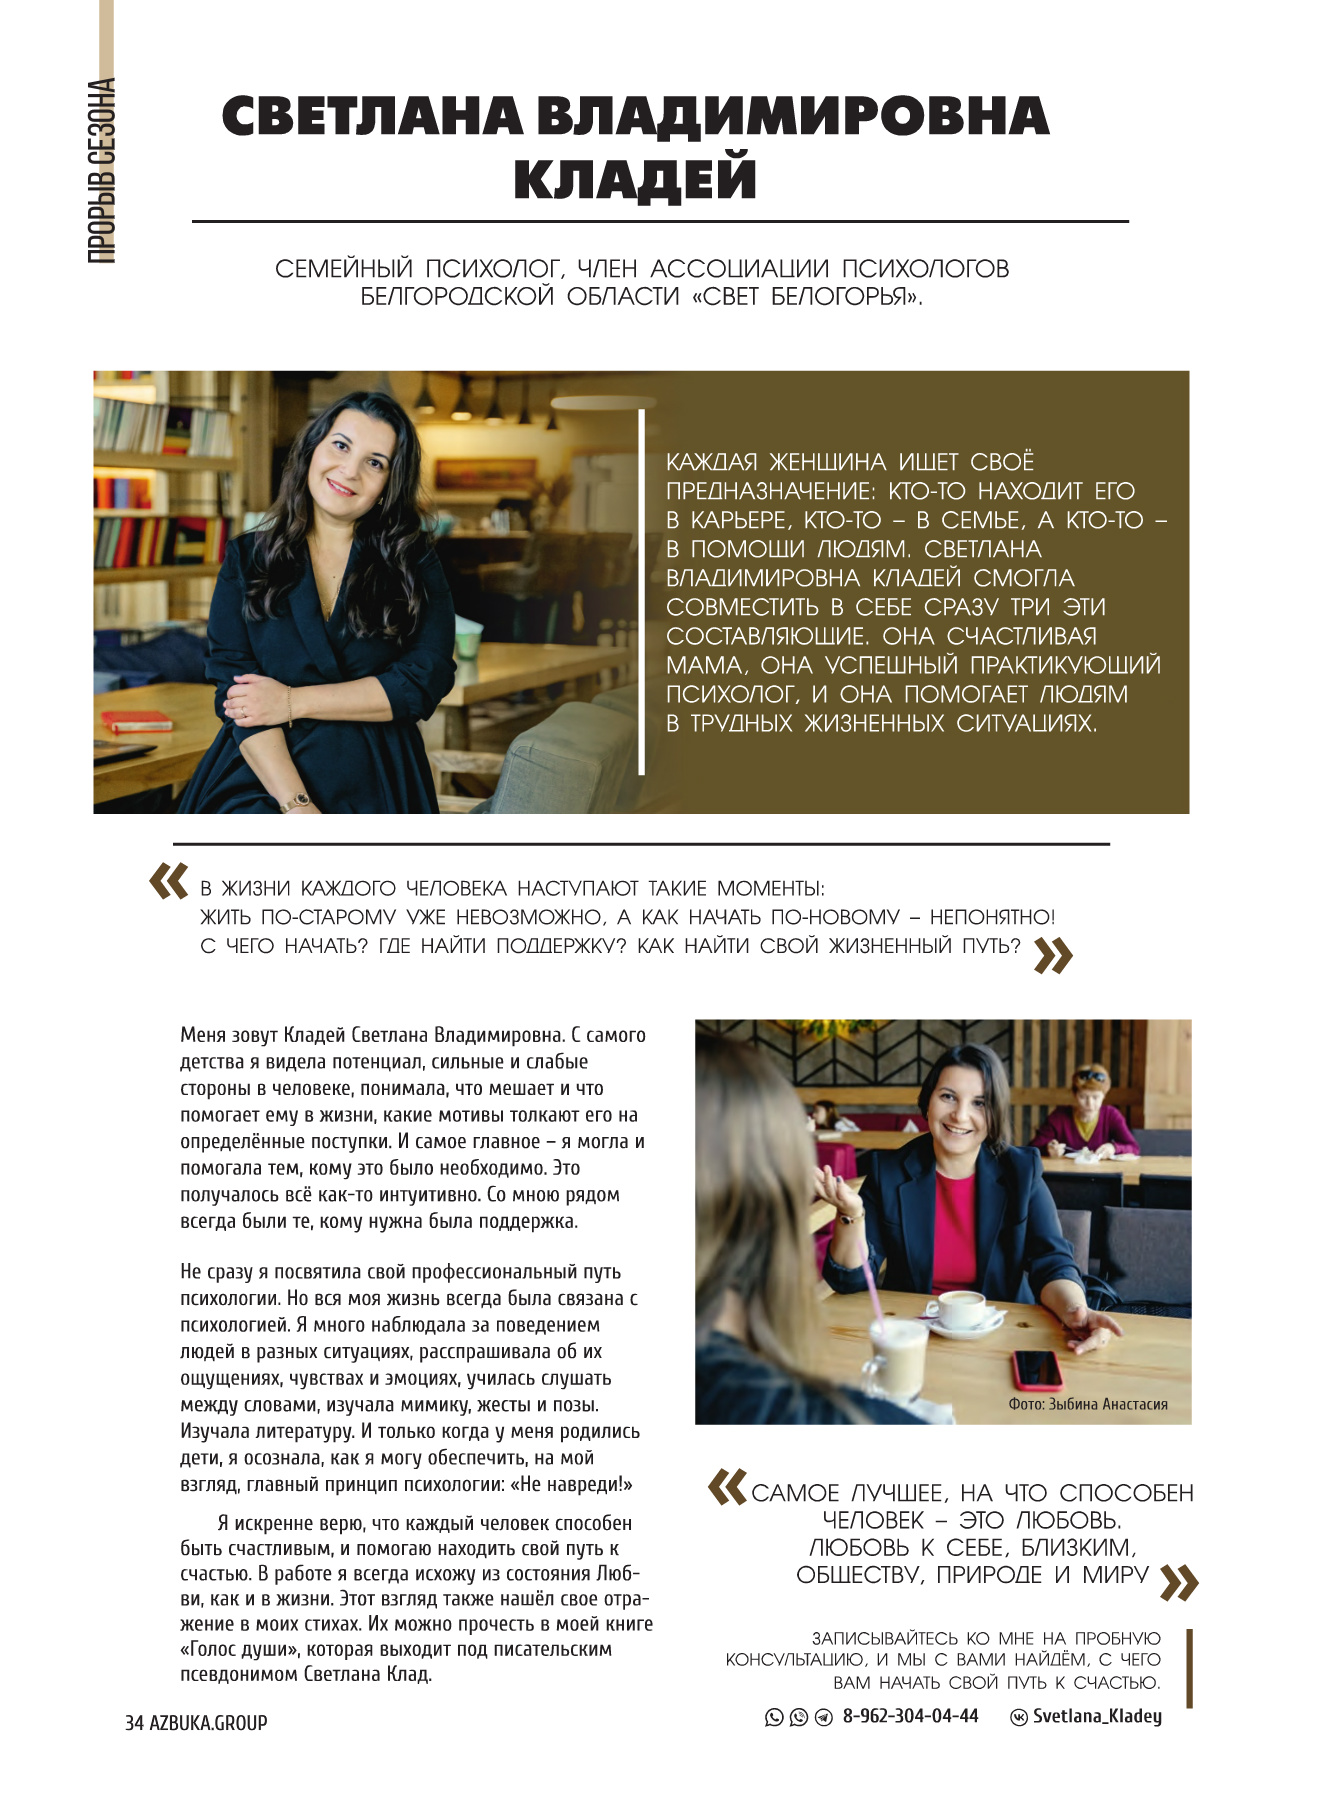 ПРОРЫВ СЕЗОНА
СВЕТЛАНА ВЛАДИМИРОВНА
КЛАДЕЙ
СЕМЕЙНЫЙ ПСИХОЛОГ, ЧЛЕН АССОЦИАЦИИ ПСИХОЛОГОВ
БЕЛГОРОДСКОЙ ОБЛАСТИ «СВЕТ БЕЛОГОРЬЯ».
КАЖДАЯ ЖЕНЩИНА ИЩЕТ СВОЁ
ПРЕДНАЗНАЧЕНИЕ: КТО-ТО НАХОДИТ ЕГО
В КАРЬЕРЕ, КТО-ТО – В СЕМЬЕ, А КТО-ТО –
В ПОМОЩИ ЛЮДЯМ. СВЕТЛАНА
ВЛАДИМИРОВНА КЛАДЕЙ СМОГЛА
СОВМЕСТИТЬ В СЕБЕ СРАЗУ ТРИ ЭТИ
СОСТАВЛЯЮЩИЕ. ОНА СЧАСТЛИВАЯ
МАМА, ОНА УСПЕШНЫЙ ПРАКТИКУЮЩИЙ
ПСИХОЛОГ, И ОНА ПОМОГАЕТ ЛЮДЯМ
В ТРУДНЫХ ЖИЗНЕННЫХ СИТУАЦИЯХ.
« В ЖИЗНИ КАЖДОГО ЧЕЛОВЕКА НАСТУПАЮТ ТАКИЕ МОМЕНТЫ:
ЖИТЬ ПО-СТАРОМУ УЖЕ НЕВОЗМОЖНО, А КАК НАЧАТЬ ПО-НОВОМУ – НЕПОНЯТНО!
С ЧЕГО НАЧАТЬ? ГДЕ НАЙТИ ПОДДЕРЖКУ? КАК НАЙТИ СВОЙ ЖИЗНЕННЫЙ ПУТЬ? »
Меня зовут Кладей Светлана Владимировна. С самого
детства я видела потенциал, сильные и слабые
стороны в человеке, понимала, что мешает и что
помогает ему в жизни, какие мотивы толкают его на
определённые поступки. И самое главное – я могла и
помогала тем, кому это было необходимо. Это
получалось всё как-то интуитивно. Со мною рядом
всегда были те, кому нужна была поддержка.
Не сразу я посвятила свой профессиональный путь
психологии. Но вся моя жизнь всегда была связана с
психологией. Я много наблюдала за поведением
людей в разных ситуациях, расспрашивала об их
ощущениях, чувствах и эмоциях, училась слушать
между словами, изучала мимику, жесты и позы.
Изучала литературу. И только когда у меня родились
дети, я осознала, как я могу обеспечить, на мой
взгляд, главный принцип психологии: «Не навреди!»
Я искренне верю, что каждый человек способен
быть счастливым, и помогаю находить свой путь к
счастью. В работе я всегда исхожу из состояния Люб-
ви, как и в жизни. Этот взгляд также нашёл свое отра-
жение в моих стихах. Их можно прочесть в моей книге
«Голос души», которая выходит под писательским
псевдонимом Светлана Клад.
Фото: Зыбина Анастасия
« САМОЕ ЛУЧШЕЕ, НА ЧТО СПОСОБЕН
ЧЕЛОВЕК – ЭТО ЛЮБОВЬ.
ЛЮБОВЬ К СЕБЕ, БЛИЗКИМ,
ОБЩЕСТВУ, ПРИРОДЕ И МИРУ »
ЗАПИСЫВАЙТЕСЬ КО МНЕ НА ПРОБНУЮ
КОНСУЛЬТАЦИЮ, И МЫ С ВАМИ НАЙДЁМ, С ЧЕГО
ВАМ НАЧАТЬ СВОЙ ПУТЬ К СЧАСТЬЮ.
8-962-304-04-44 Svetlana_Kladey
34 AZBUKA.GROUP